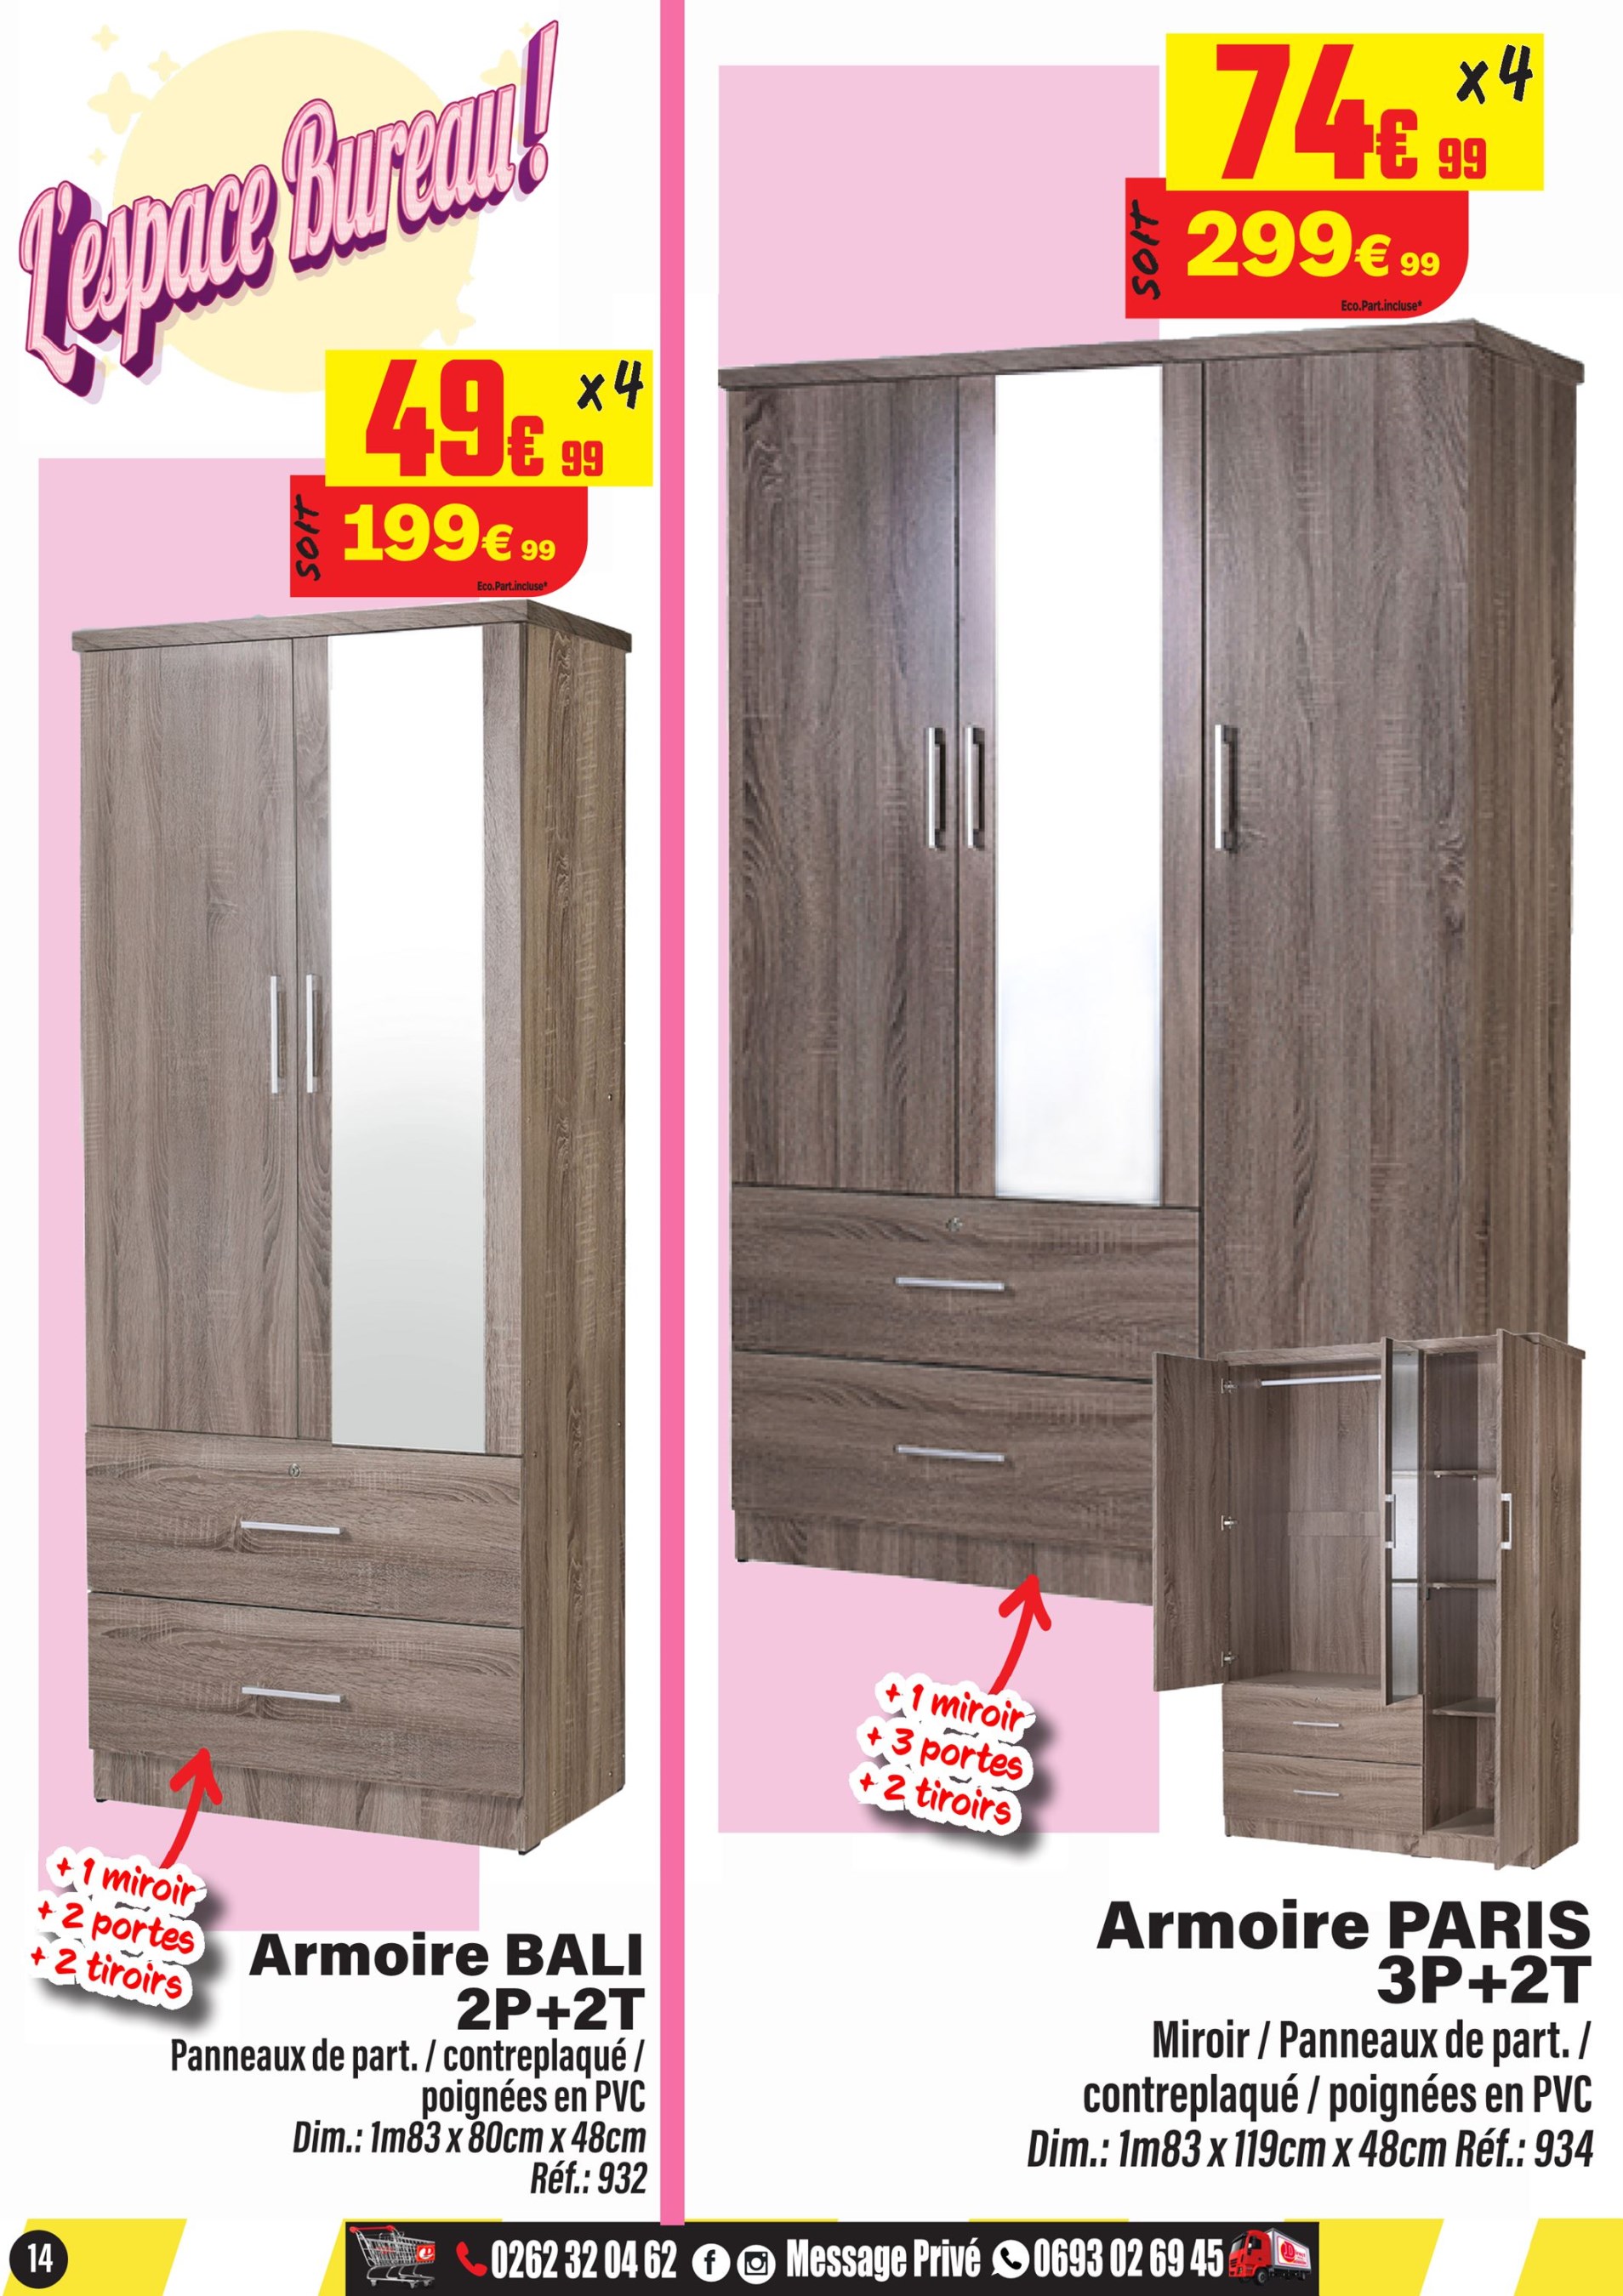 L'espace Bureau!
49€99 x4
SOIT 199€99
Eco.Part.incluse*
+ 1 miroir
+ 2 portes
+ 2 tiroirs
Armoire BALI
2P+2T
Panneaux de part. / contreplaqué /
poignées en PVC
Dim.: 1m83 x 80cm x 48cm
Réf.: 932
74€99 x4
SOIT 299€99
Eco.Part.incluse*
+ 1 miroir
+ 3 portes
+ 2 tiroirs
Armoire PARIS
3P+2T
Miroir / Panneaux de part. /
contreplaqué / poignées en PVC
Dim.: 1m83 x 119cm x 48cm Réf.: 934
14
0262 32 04 62 Message Privé 0693 02 69 45